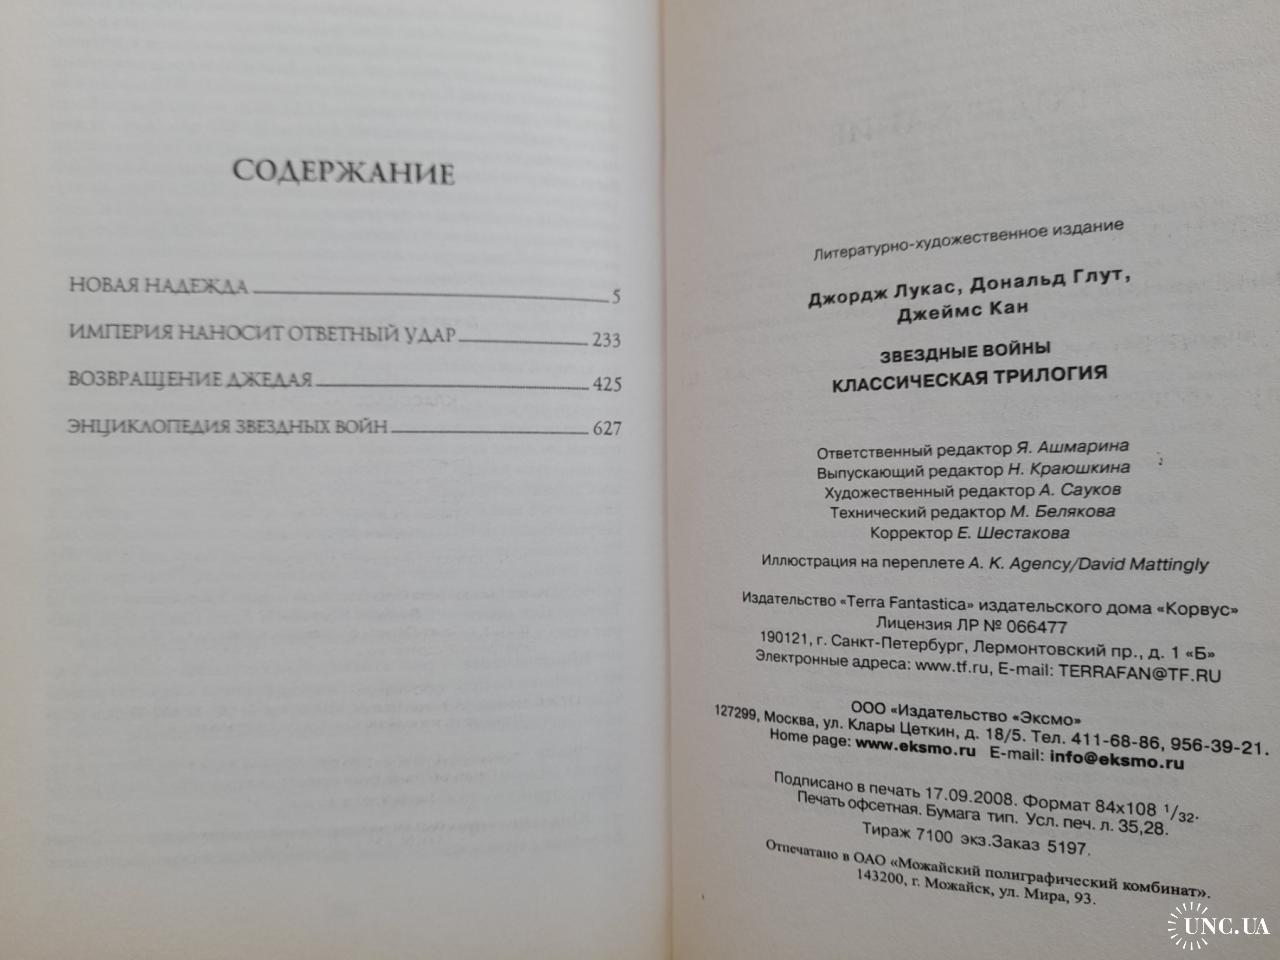 СОДЕРЖАНИЕ
НОВАЯ НАДЕЖДА 5
ИМПЕРИЯ НАНОСИТ ОТВЕТНЫЙ УДАР 233
ВОЗВРАЩЕНИЕ ДЖЕДАЯ 425
ЭНЦИКЛОПЕДИЯ ЗВЕЗДНЫХ ВОЙН 627
Литературно-художественное издание
Джордж Лукас, Дональд Глут,
Джеймс Кан
ЗВЕЗДНЫЕ ВОЙНЫ
КЛАССИЧЕСКАЯ ТРИЛОГИЯ
Ответственный редактор Я. Ашмарина
Выпускающий редактор Н. Краюшкина
Художественный редактор А. Сауков
Технический редактор М. Белякова
Корректор Е. Шестакова
Иллюстрация на переплете A. K. Agency/David Mattingly
Издательство «Terra Fantastica» издательского дома «Корвус»
Лицензия ЛР № 066477
190121, г. Санкт-Петербург, Лермонтовский пр., д. 1 «Б»
Электронные адреса: www.tf.ru, E-mail: TERRAFAN@TF.RU
ООО «Издательство «Эксмо»
127299, Москва, ул. Клары Цеткин, д. 18/5. Тел. 411-68-86, 956-39-21.
Home page: www.eksmo.ru E-mail: info@eksmo.ru
Подписано в печать 17.09.2008. Формат 84х108 1/32.
Печать офсетная. Бумага тип. Усл. печ. л. 35,28.
Тираж 7100 экз.Заказ 5197.
Отпечатано в ОАО «Можайский полиграфический комбинат».
143200, г. Можайск, ул. Мира, 93.
UNC.UA